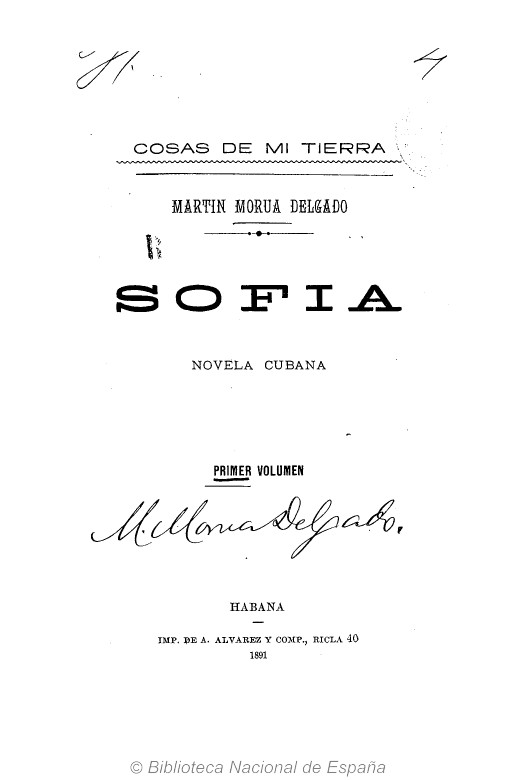 4
COSAS DE MI TIERRA
MARTIN MORUA DELGADO
SOFIA
NOVELA CUBANA
PRIMER VOLUMEN
M. Morua Delgado.
HABANA
IMP. DE A. ALVAREZ Y COMP., RICLA 40
1891
© Biblioteca Nacional de España